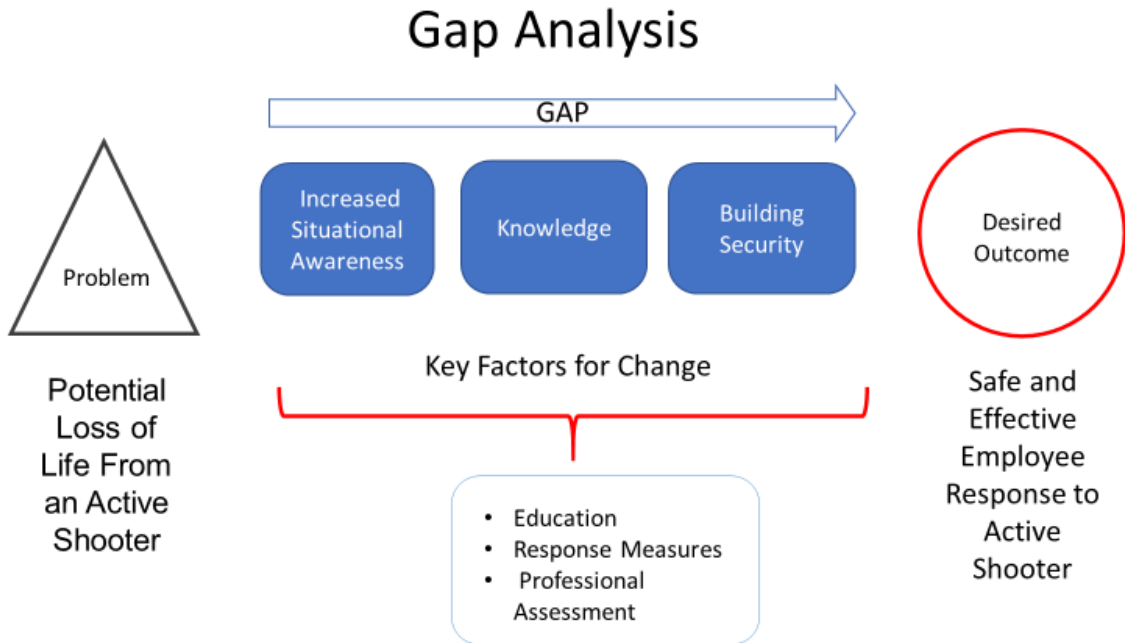 Gap Analysis
GAP
Problem
Increased
Situational
Awareness
Knowledge
Building
Security
Desired
Outcome
Potential
Loss of
Life From
an Active
Shooter
Key Factors for Change
• Education
• Response Measures
• Professional
Assessment
Safe and
Effective
Employee
Response to
Active
Shooter